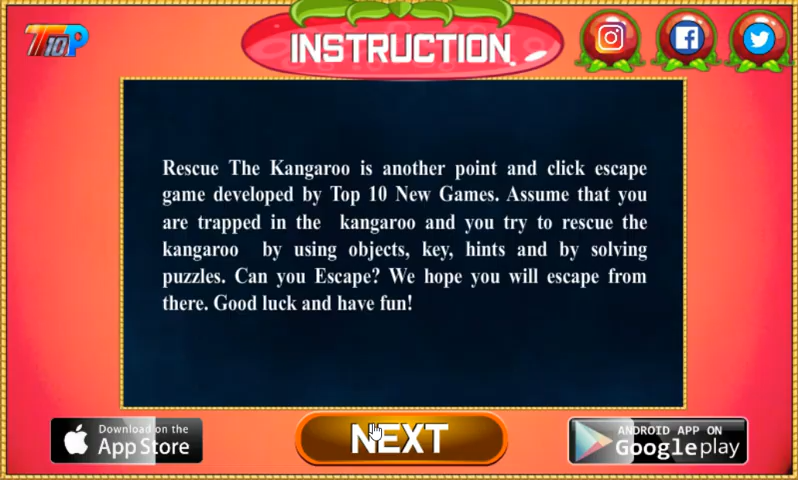 T10P
INSTRUCTION
Rescue The Kangaroo is another point and click escape
game developed by Top 10 New Games. Assume that you
are trapped in the kangaroo and you try to rescue the
kangaroo by using objects, key, hints and by solving
puzzles. Can you Escape? We hope you will escape from
there. Good luck and have fun!
Download on the
App Store
NEXT
ANDROID APP ON
Google play